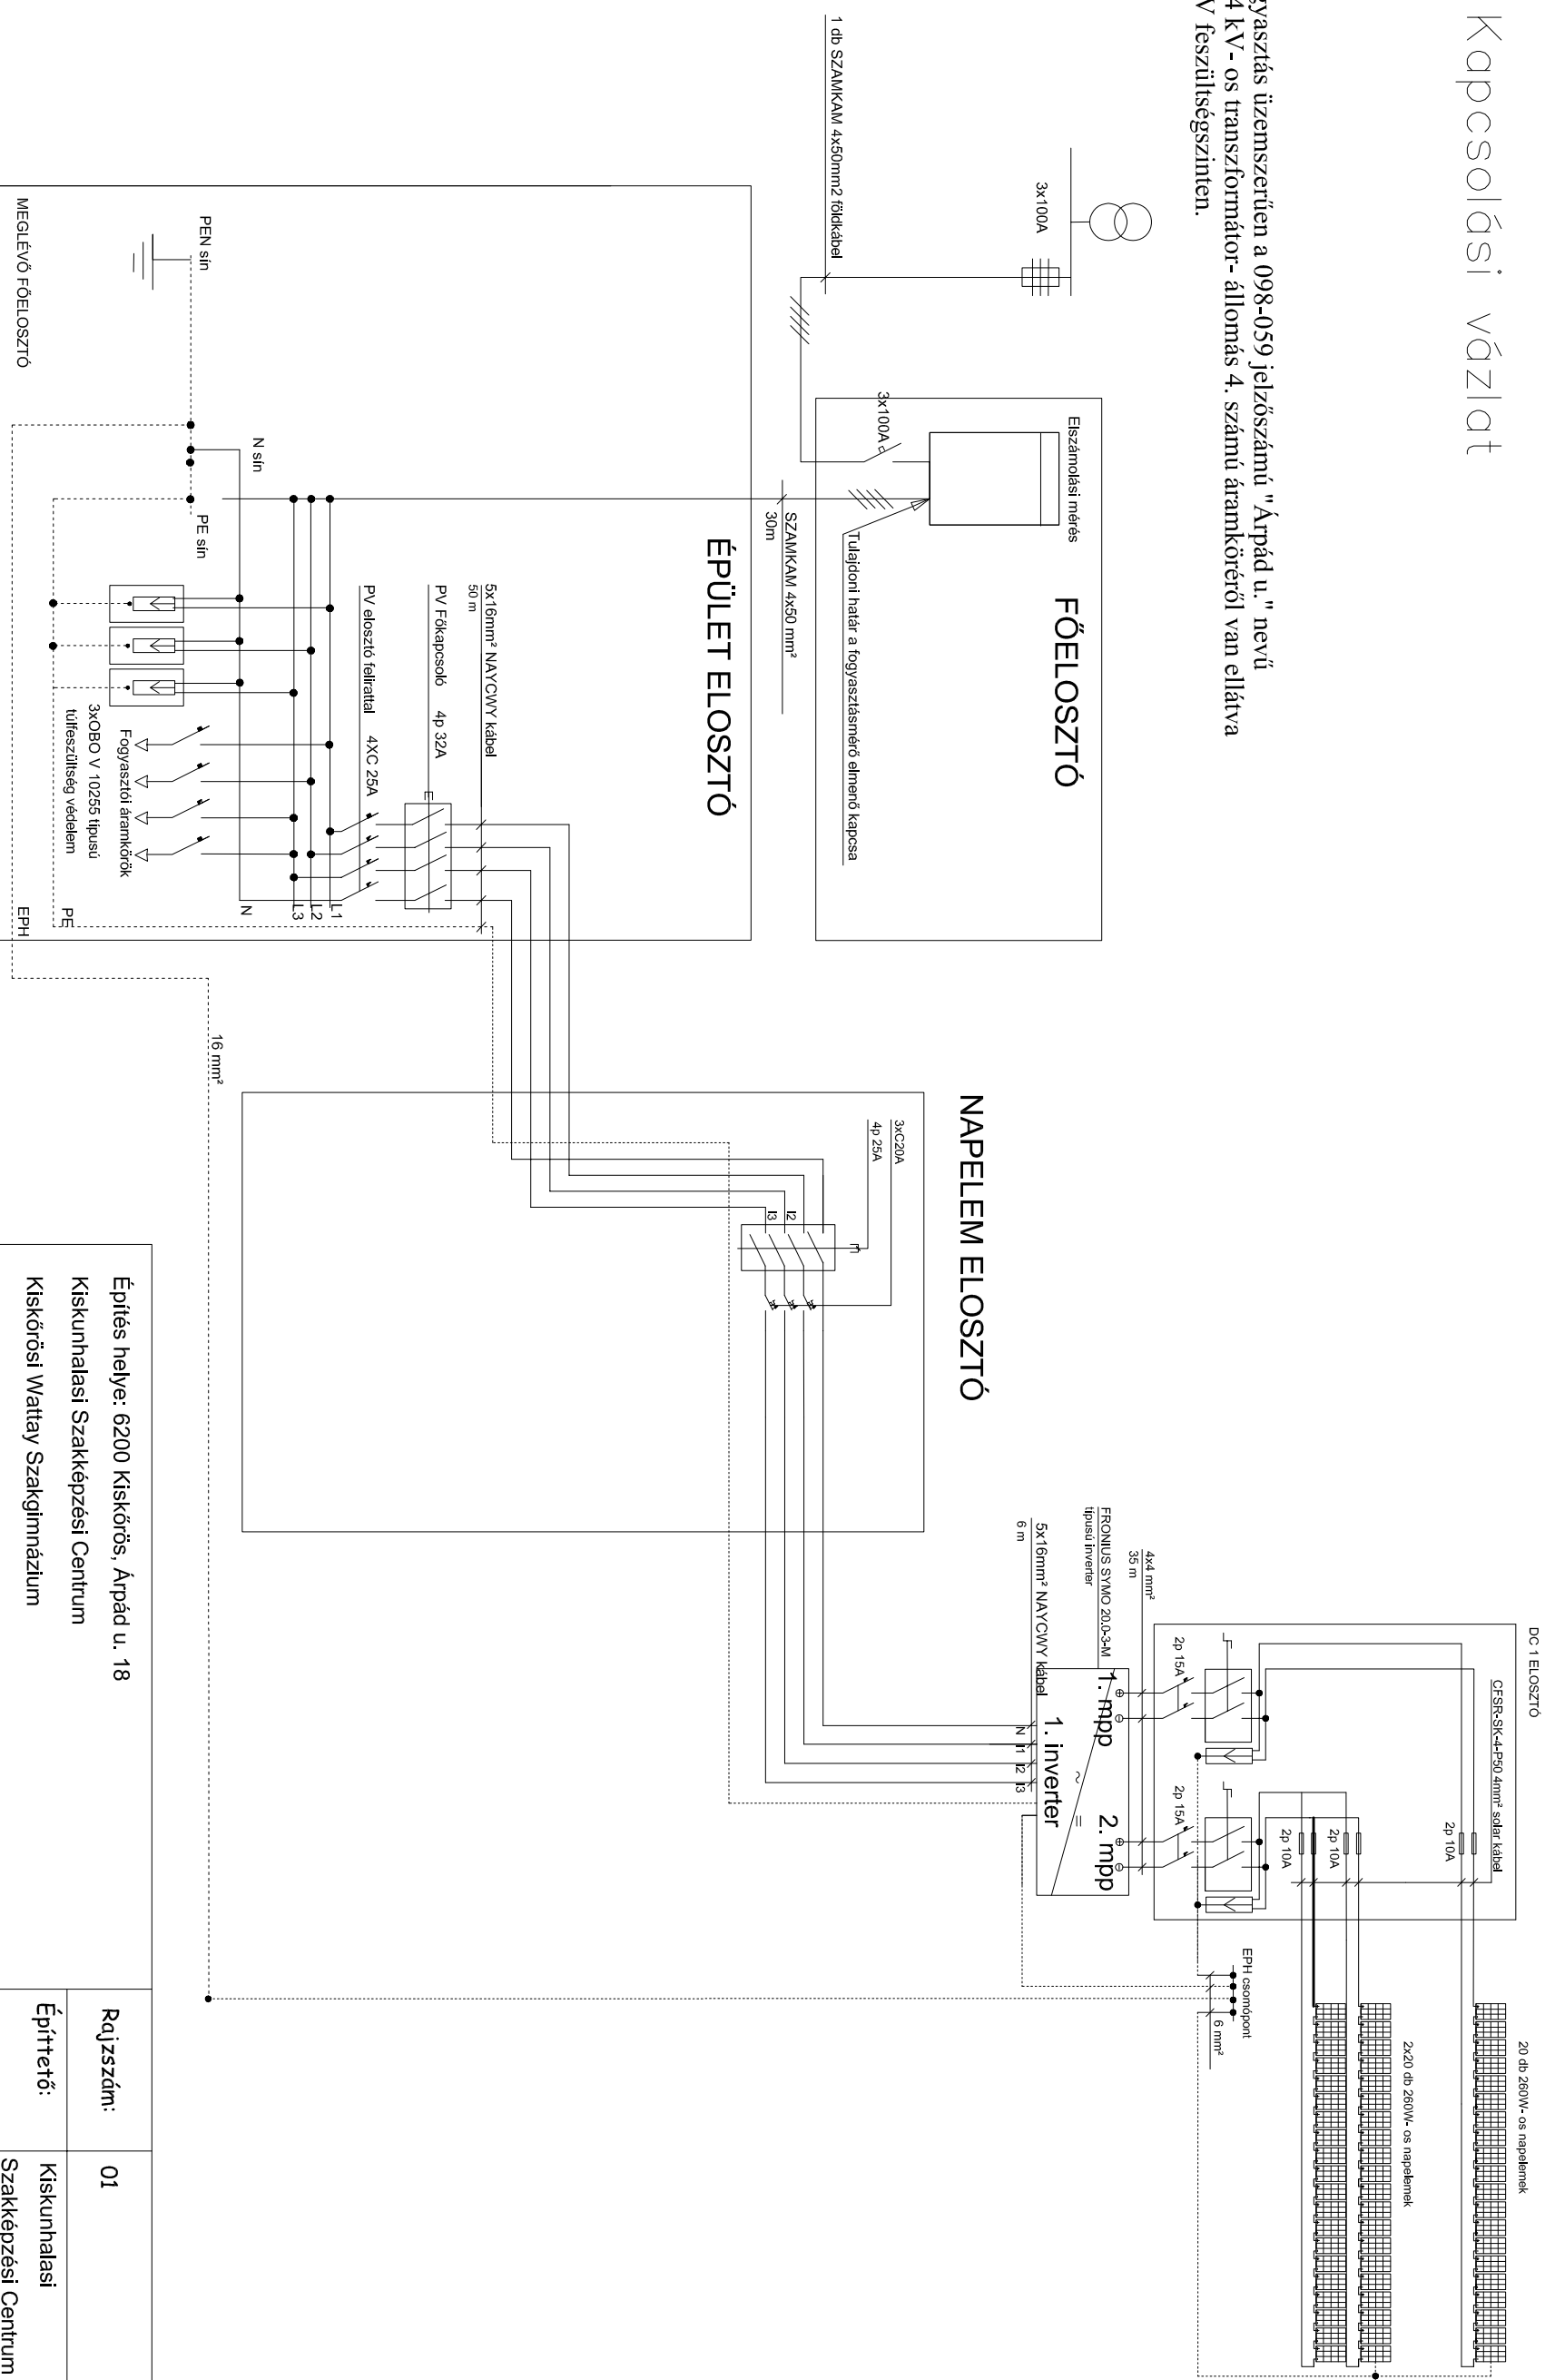 Kapcsolási vázlat
gyasztás üzemszerűen a 098-059 jelzőszámú "Árpád u." nevű
4 kV- os transzformátor- állomás 4. számú áramköréről van ellátva
V feszültségszinten.
3x100A
1 db SZAMKAM 4x50mm2 földkábel
FŐELOSZTÓ
Elszámolási mérés
3x100A
Tulajdoni határ a fogyasztásmérő elmenő kapcsa
SZAMKAM 4x50 mm²
30m
ÉPÜLET ELOSZTÓ
5x16mm² NAYCWY kábel
50 m
PV Főkapcsoló 4p 32A
PV elosztó felirattal 4XC 25A
L1
L2
L3
N
N sín
PEN sín
PE sín
Fogyasztói áramkörök
3xOBO V 10255 tipusú
túlfeszültség védelem
PE
EPH
MEGLÉVŐ FŐELOSZTÓ
16 mm²
NAPELEM ELOSZTÓ
3xC20A
4p 25A
l2
l3
DC 1 ELOSZTÓ
CFSR-SK-4-P50 4mm² solar kábel
2p 10A
2p 10A
2p 10A
2p 15A
2p 15A
4x4 mm²
35 m
FRONIUS SYMO 20.0-3-M
típusú inverter
1. mpp
2. mpp
~
=
1. inverter
5x16mm² NAYCWY kábel
6 m
N
l1
l2
l3
EPH csomópont
6 mm²
20 db 260W- os napelemek
2x20 db 260W- os napelemek
Építés helye: 6200 Kiskőrös, Árpád u. 18
Kiskunhalasi Szakképzési Centrum
Kiskőrösi Wattay Szakgimnázium
Rajzszám:
01
Építtető:
Kiskunhalasi
Szakképzési Centrum